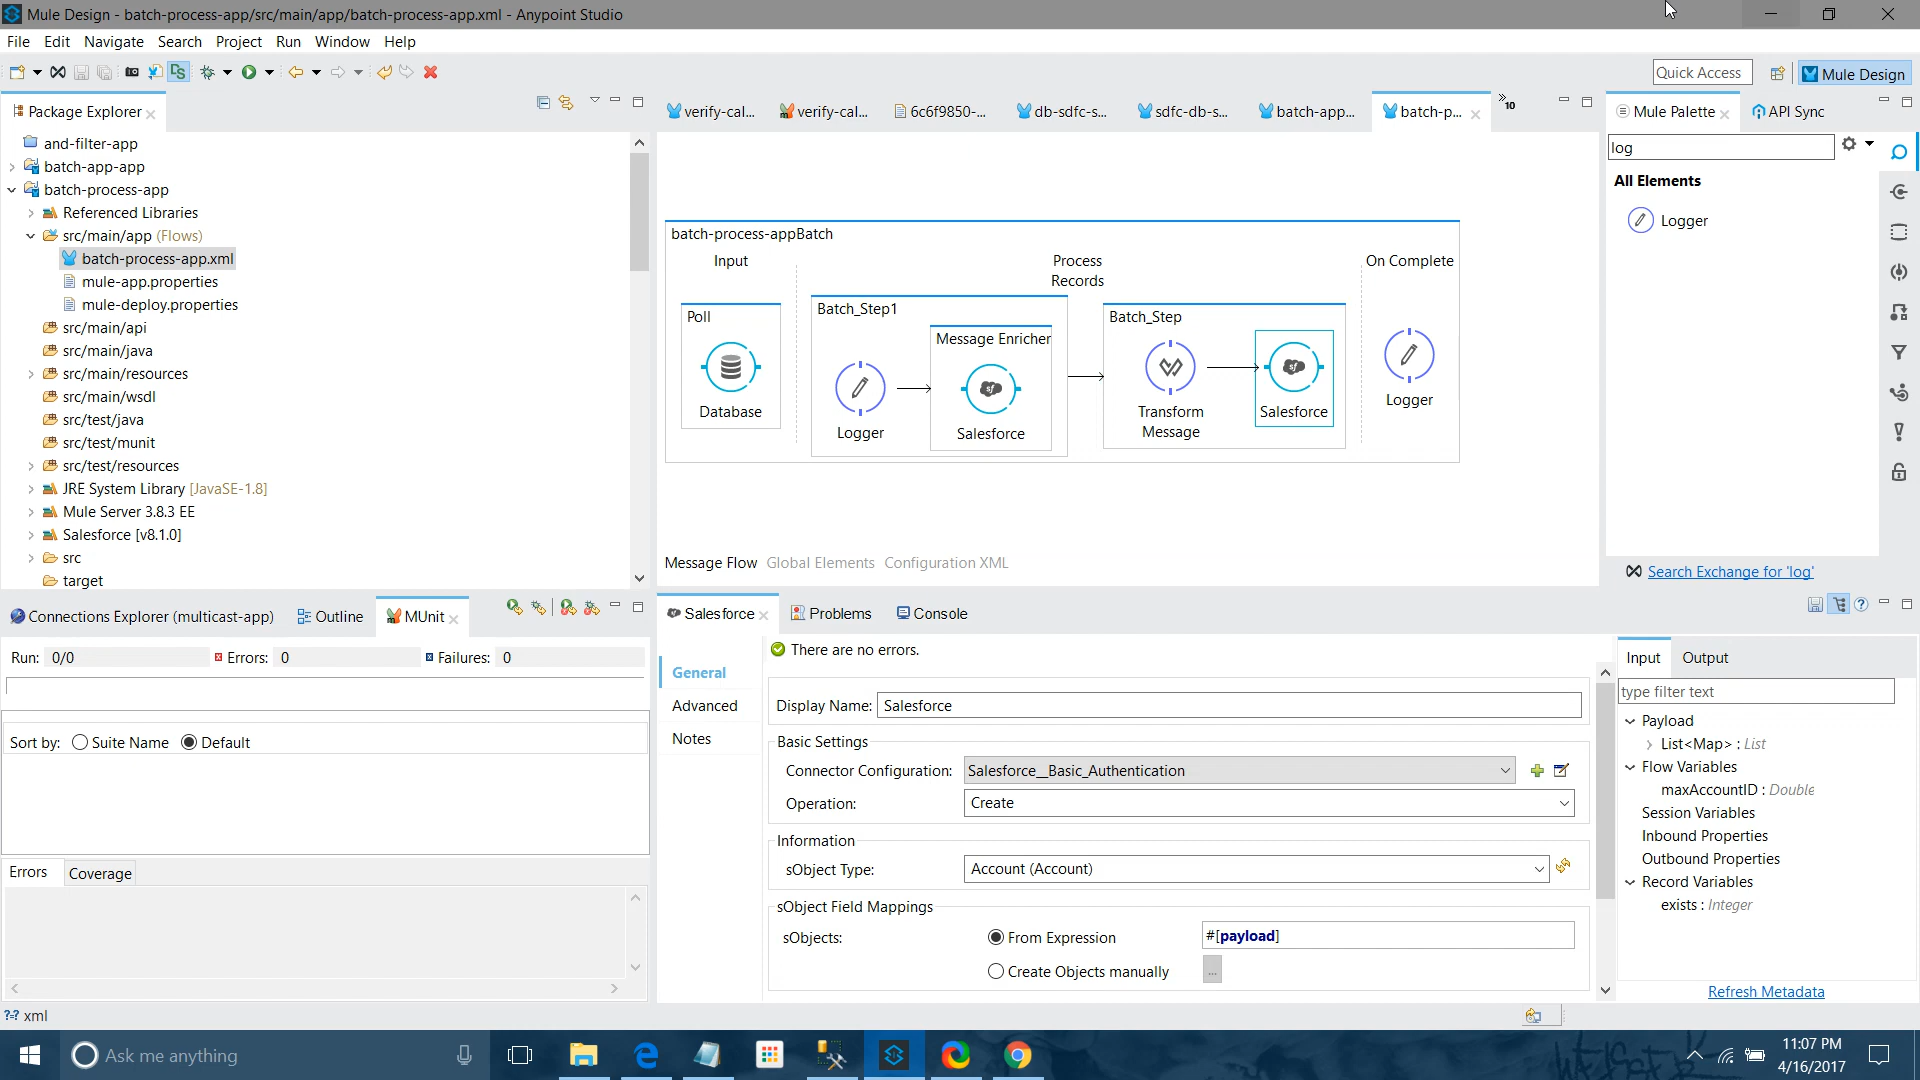 Mule Design - batch-process-app/src/main/app/batch-process-app.xml - Anypoint Studio
File Edit Navigate Search Project Run Window Help
Quick Access
Mule Design
Package Explorer
and-filter-app
batch-app-app
batch-process-app
Referenced Libraries
src/main/app (Flows)
batch-process-app.xml
mule-app.properties
mule-deploy.properties
src/main/api
src/main/java
src/main/resources
src/main/wsdl
src/test/java
src/test/munit
src/test/resources
JRE System Library [JavaSE-1.8]
Mule Server 3.8.3 EE
Salesforce [v8.1.0]
src
target
verify-cal...
verify-cal...
6c6f9850-...
db-sdfc-s...
sdfc-db-s...
batch-app...
batch-p...
»10
batch-process-appBatch
Input
Process
Records
On Complete
Poll
Database
Batch_Step1
Logger
Message Enricher
Salesforce
Batch_Step
Transform
Message
Salesforce
Logger
Message Flow Global Elements Configuration XML
Mule Palette
API Sync
log
All Elements
Logger
Search Exchange for 'log'
Connections Explorer (multicast-app)
Outline
MUnit
Run: 0/0
Errors: 0
Failures: 0
Sort by: Suite Name Default
Errors
Coverage
Salesforce
Problems
Console
There are no errors.
General
Advanced
Notes
Display Name: Salesforce
Basic Settings
Connector Configuration: Salesforce__Basic_Authentication
Operation: Create
Information
sObject Type: Account (Account)
sObject Field Mappings
sObjects: From Expression #[payload]
Create Objects manually ...
Input
Output
type filter text
Payload
List<Map> : List
Flow Variables
maxAccountID : Double
Session Variables
Inbound Properties
Outbound Properties
Record Variables
exists : Integer
Refresh Metadata
xml
Ask me anything
11:07 PM
4/16/2017